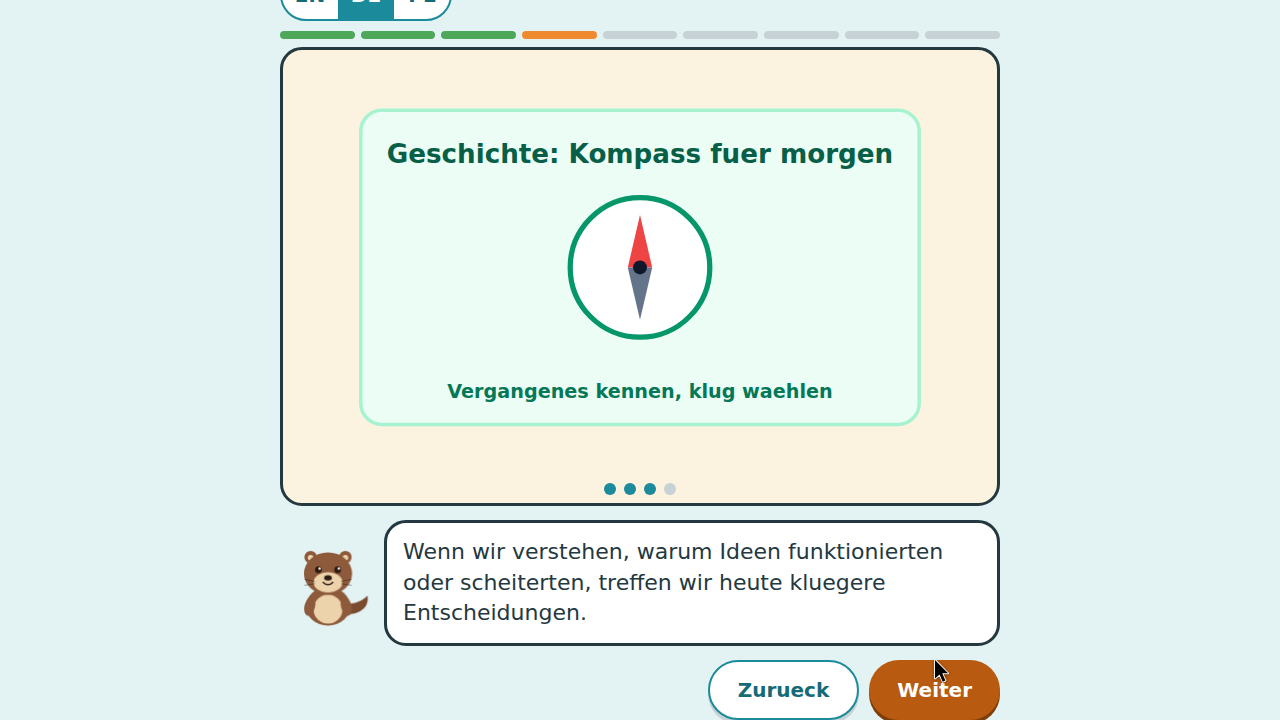 Geschichte: Kompass fuer morgen
Vergangenes kennen, klug waehlen
Wenn wir verstehen, warum Ideen funktionierten
oder scheiterten, treffen wir heute kluegere
Entscheidungen.
Zurueck
Weiter